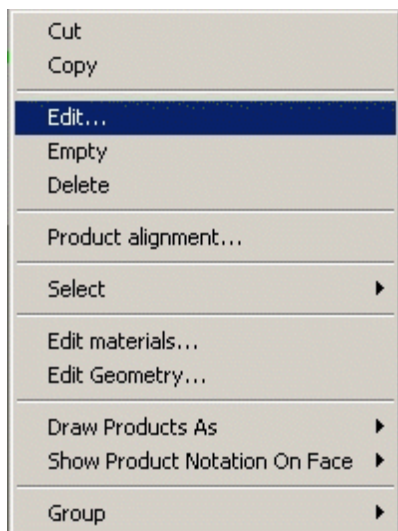 Cut
Copy
Edit...
Empty
Delete
Product alignment...
Select
Edit materials...
Edit Geometry...
Draw Products As
Show Product Notation On Face
Group